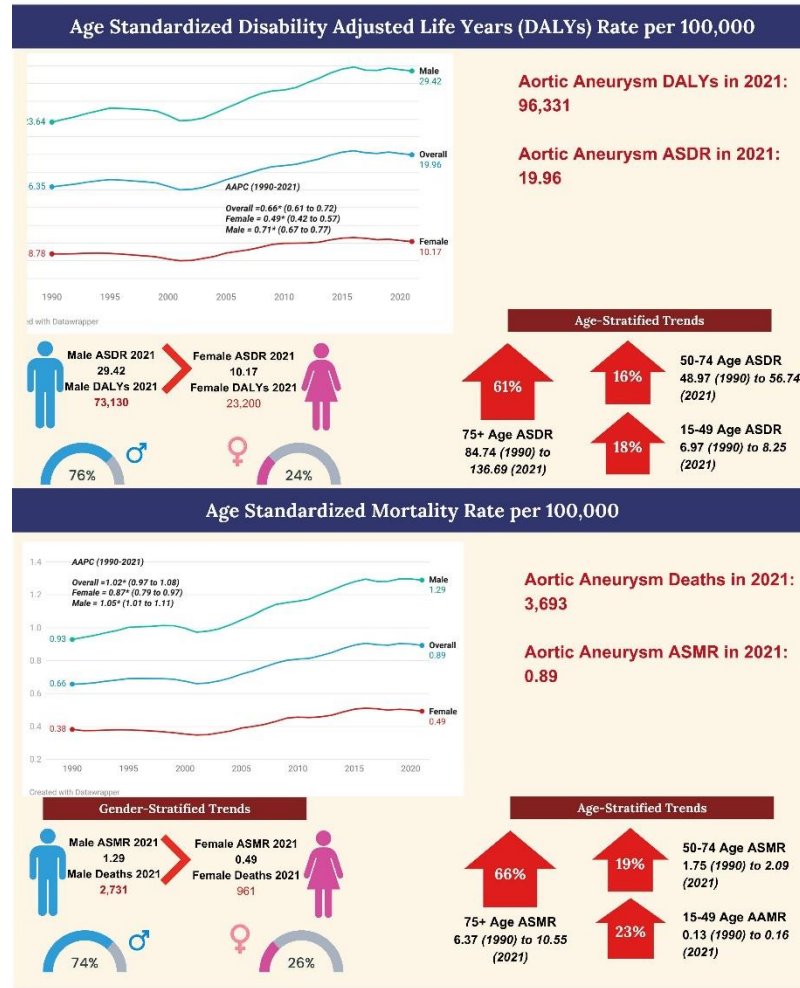 Age Standardized Disability Adjusted Life Years (DALYs) Rate per 100,000
Male
29.42
3.64
Overall
19.96
6.35
AAPC (1990-2021)
Overall =0.66* (0.61 to 0.72)
Female = 0.49* (0.42 to 0.57)
Male = 0.71* (0.67 to 0.77)
Female
10.17
8.78
1990 1995 2000 2005 2010 2015 2020
ed with Datawrapper
Aortic Aneurysm DALYs in 2021:
96,331
Aortic Aneurysm ASDR in 2021:
19.96
Male ASDR 2021
29.42
Male DALYs 2021
73,130
Female ASDR 2021
10.17
Female DALYs 2021
23,200
76%
24%
Age-Stratified Trends
61%
75+ Age ASDR
84.74 (1990) to
136.69 (2021)
16%
50-74 Age ASDR
48.97 (1990) to 56.74
(2021)
18%
15-49 Age ASDR
6.97 (1990) to 8.25
(2021)
Age Standardized Mortality Rate per 100,000
1.4
1.2
1.0
0.8
0.6
0.4
0.2
AAPC (1990-2021)
Overall =1.02* (0.97 to 1.08)
Female = 0.87* (0.79 to 0.97)
Male = 1.05* (1.01 to 1.11)
Male
1.29
0.93
Overall
0.89
0.66
Female
0.49
0.38
1990 1995 2000 2005 2010 2015 2020
Created with Datawrapper
Aortic Aneurysm Deaths in 2021:
3,693
Aortic Aneurysm ASMR in 2021:
0.89
Gender-Stratified Trends
Male ASMR 2021
1.29
Male Deaths 2021
2,731
Female ASMR 2021
0.49
Female Deaths 2021
961
74%
26%
Age-Stratified Trends
66%
75+ Age ASMR
6.37 (1990) to 10.55
(2021)
19%
50-74 Age ASMR
1.75 (1990) to 2.09
(2021)
23%
15-49 Age AAMR
0.13 (1990) to 0.16
(2021)